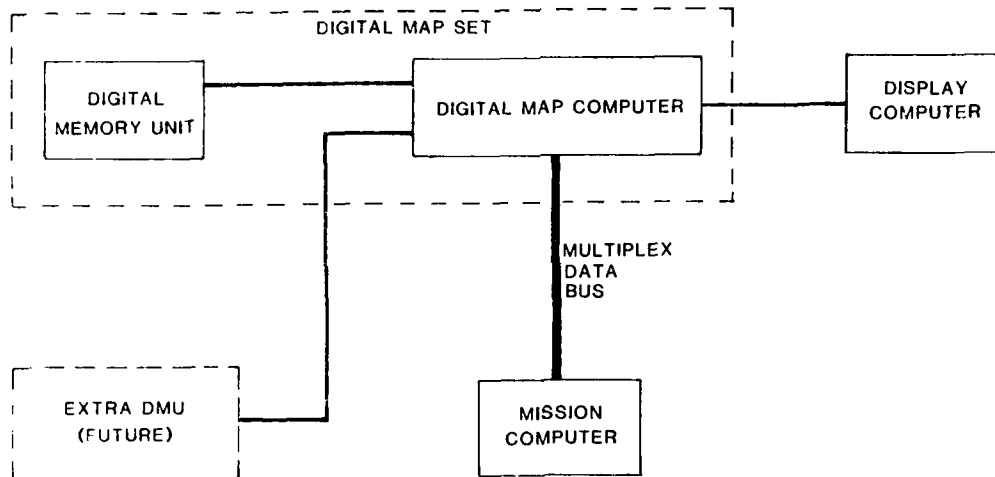 DIGITAL MAP SET
DIGITAL
MEMORY UNIT
DIGITAL MAP COMPUTER
DISPLAY
COMPUTER
MULTIPLEX
DATA
BUS
EXTRA DMU
(FUTURE)
MISSION
COMPUTER